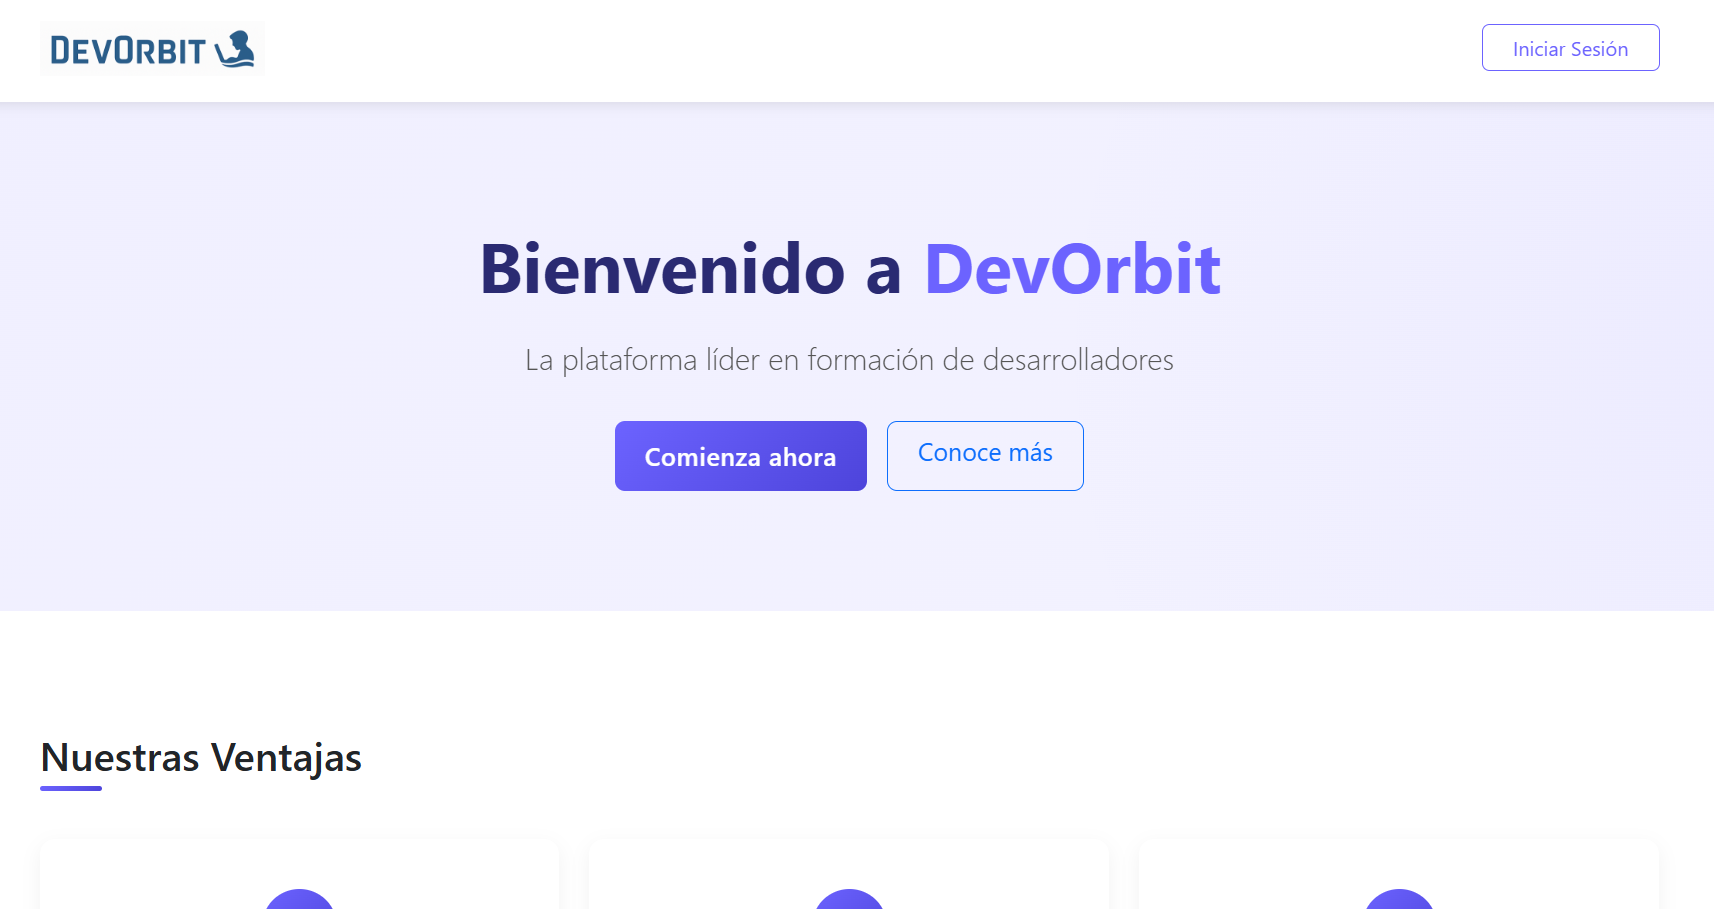 DEVORBIT
Iniciar Sesión
Bienvenido a DevOrbit
La plataforma líder en formación de desarrolladores
Comienza ahora
Conoce más
Nuestras Ventajas